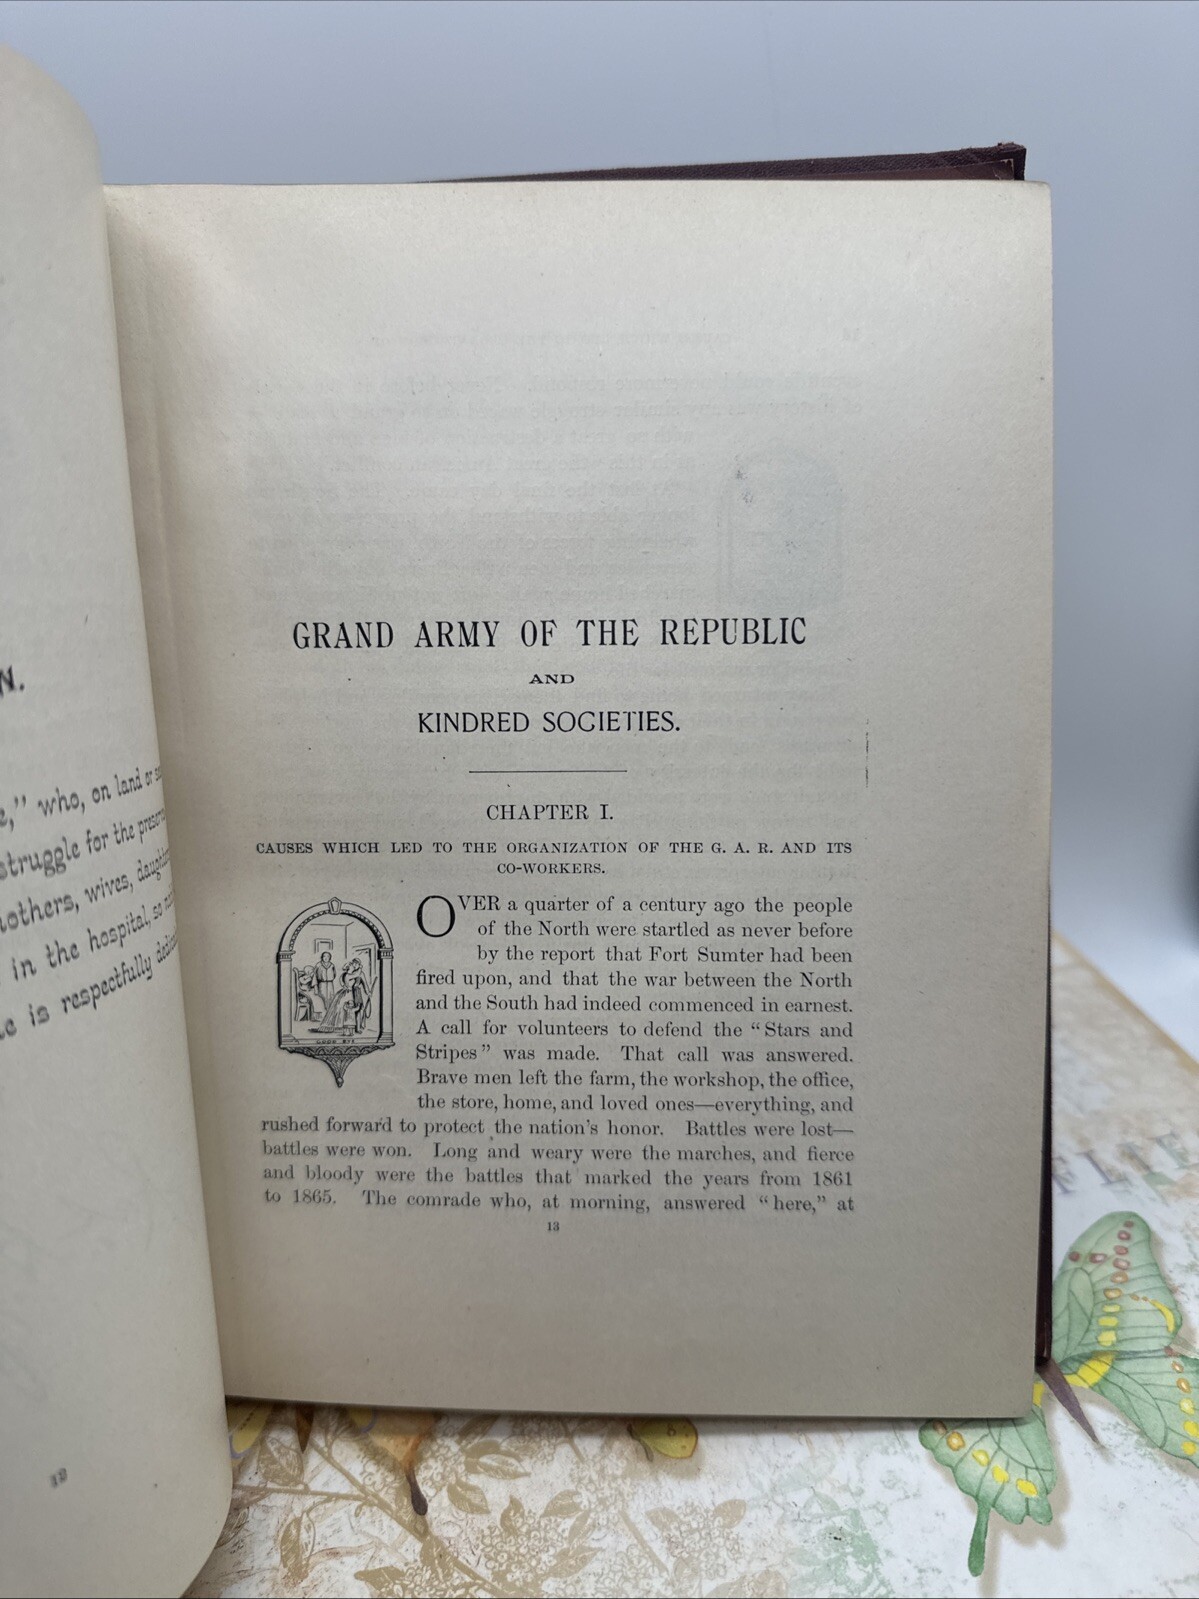 N.
," who, on land or
struggle for the
mothers, wives,
in the hospital, so
is respectfully
12
GRAND ARMY OF THE REPUBLIC
AND
KINDRED SOCIETIES.
CHAPTER I.
CAUSES WHICH LED TO THE ORGANIZATION OF THE G. A. R. AND ITS
CO-WORKERS.
OVER a quarter of a century ago the people
of the North were startled as never before
by the report that Fort Sumter had been
fired upon, and that the war between the North
and the South had indeed commenced in earnest.
A call for volunteers to defend the "Stars and
Stripes" was made. That call was answered.
Brave men left the farm, the workshop, the office,
the store, home, and loved ones—everything, and
rushed forward to protect the nation's honor. Battles were lost—
battles were won. Long and weary were the marches, and fierce
and bloody were the battles that marked the years from 1861
to 1865. The comrade who, at morning, answered "here," at
13